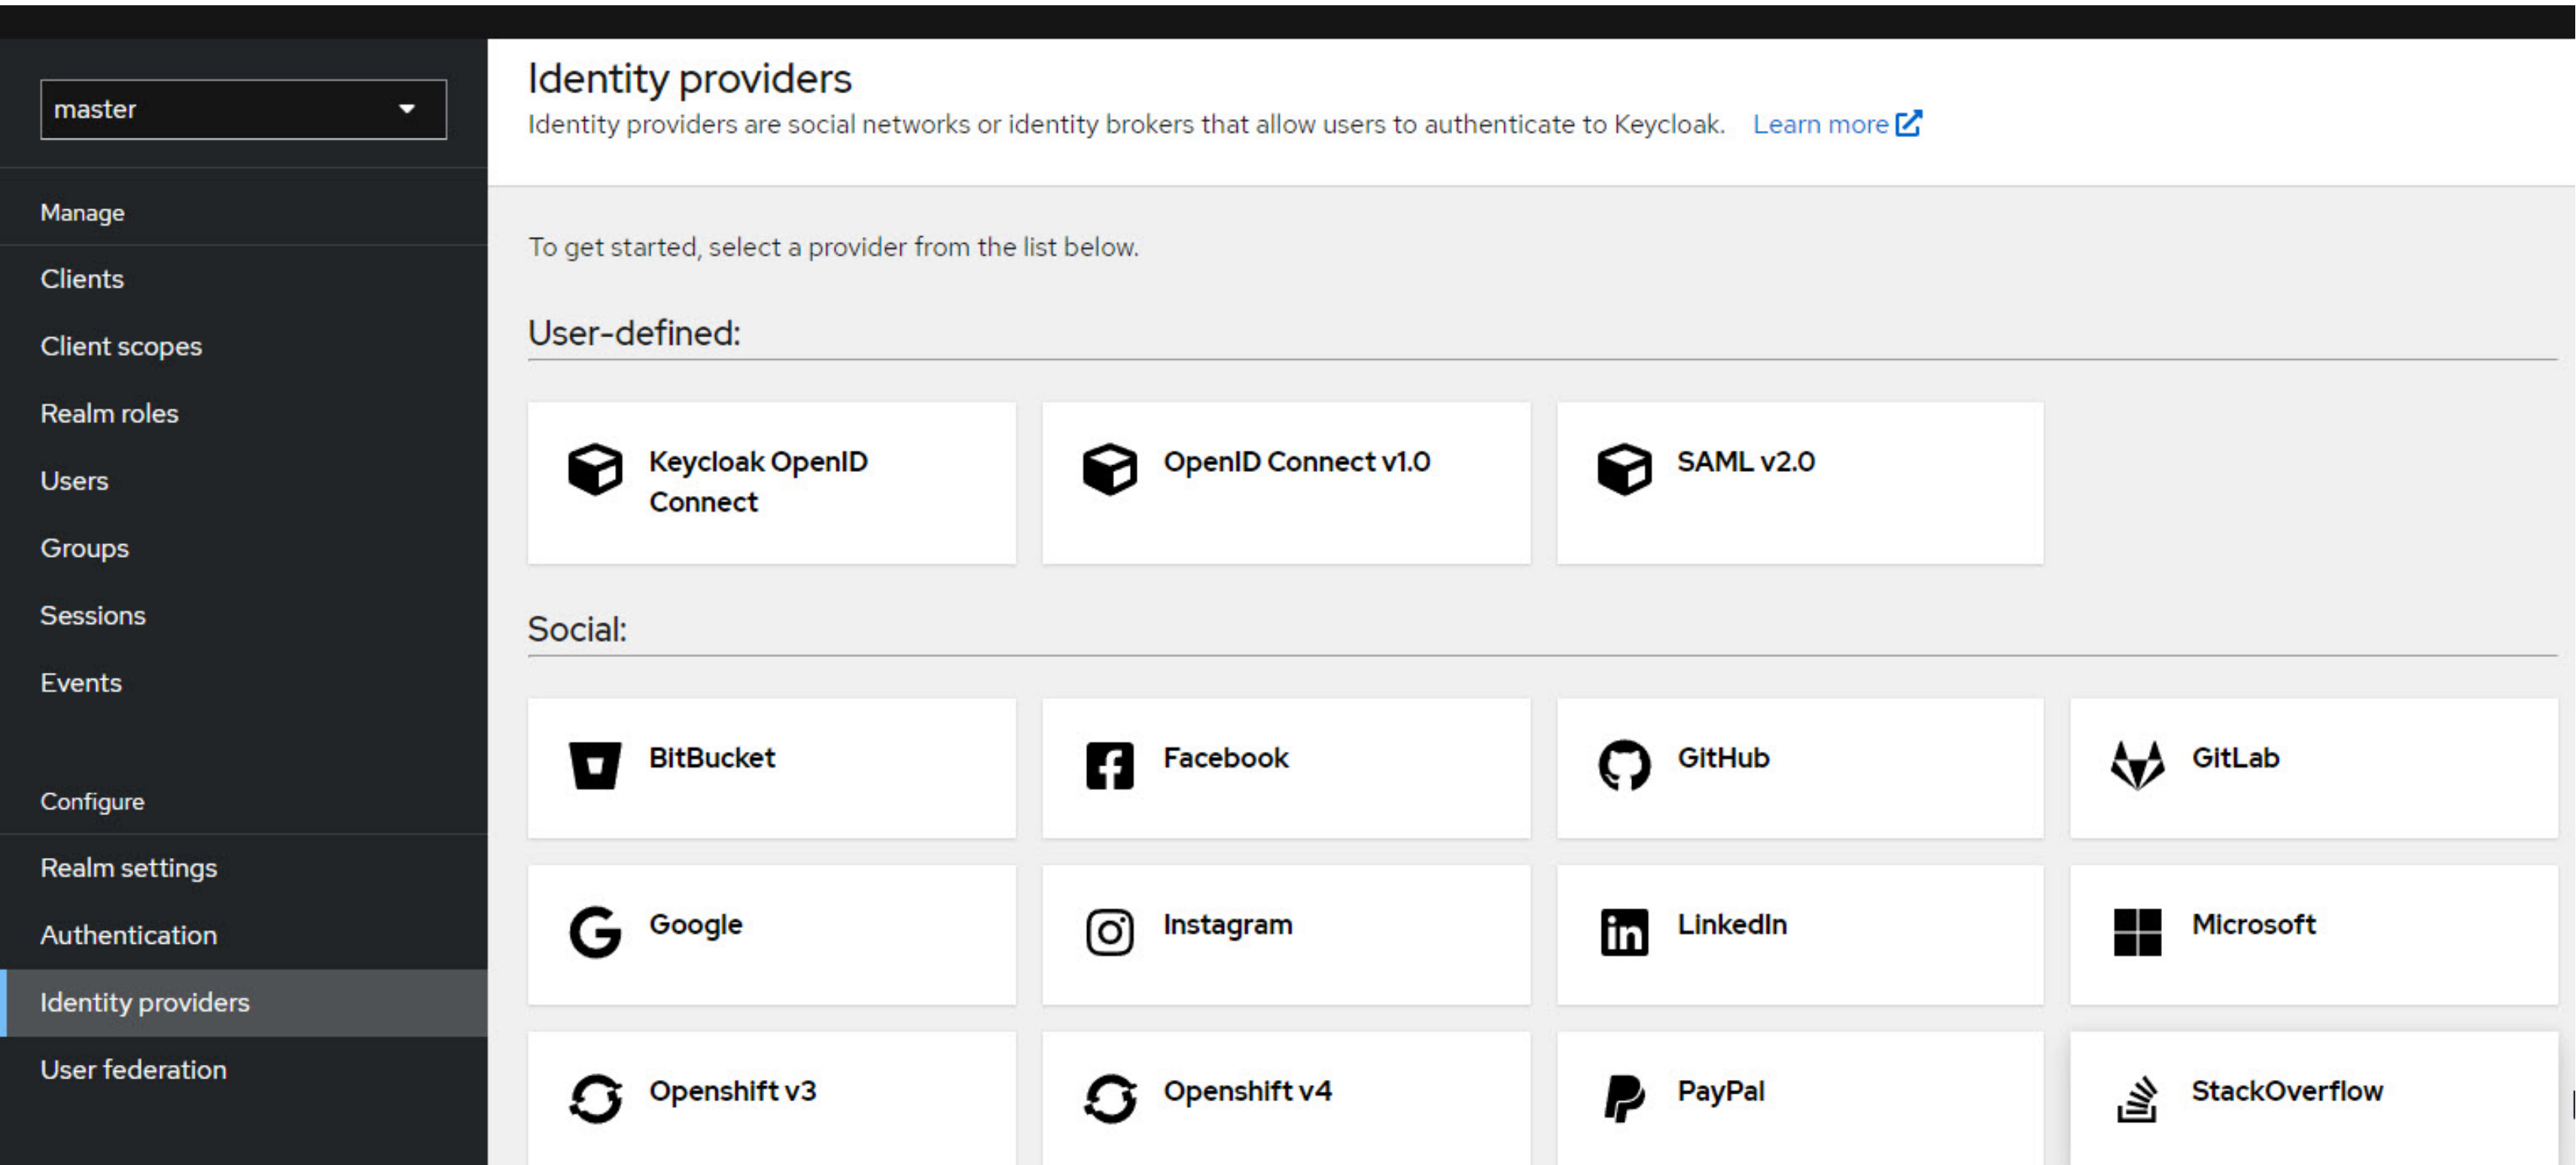 master
Manage
Clients
Client scopes
Realm roles
Users
Groups
Sessions
Events
Configure
Realm settings
Authentication
Identity providers
User federation
Identity providers
Identity providers are social networks or identity brokers that allow users to authenticate to Keycloak. Learn more
To get started, select a provider from the list below.
User-defined:
Keycloak OpenID
Connect
OpenID Connect v1.0
SAML v2.0
Social:
BitBucket
Facebook
GitHub
GitLab
Google
Instagram
LinkedIn
Microsoft
Openshift v3
Openshift v4
PayPal
StackOverflow